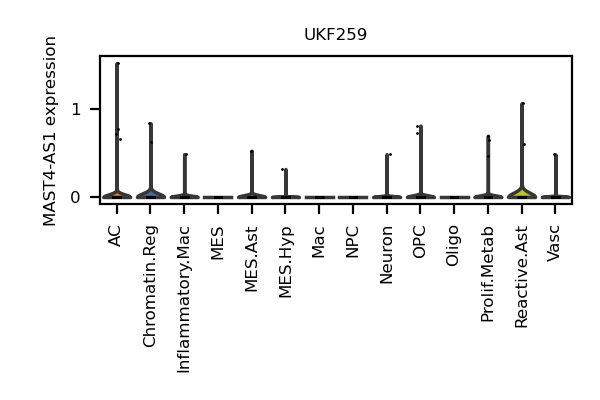 UKF259
MAST4-AS1 expression
1
0
AC
Chromatin.Reg
Inflammatory.Mac
MES
MES.Ast
MES.Hyp
Mac
NPC
Neuron
OPC
Oligo
Prolif.Metab
Reactive.Ast
Vasc